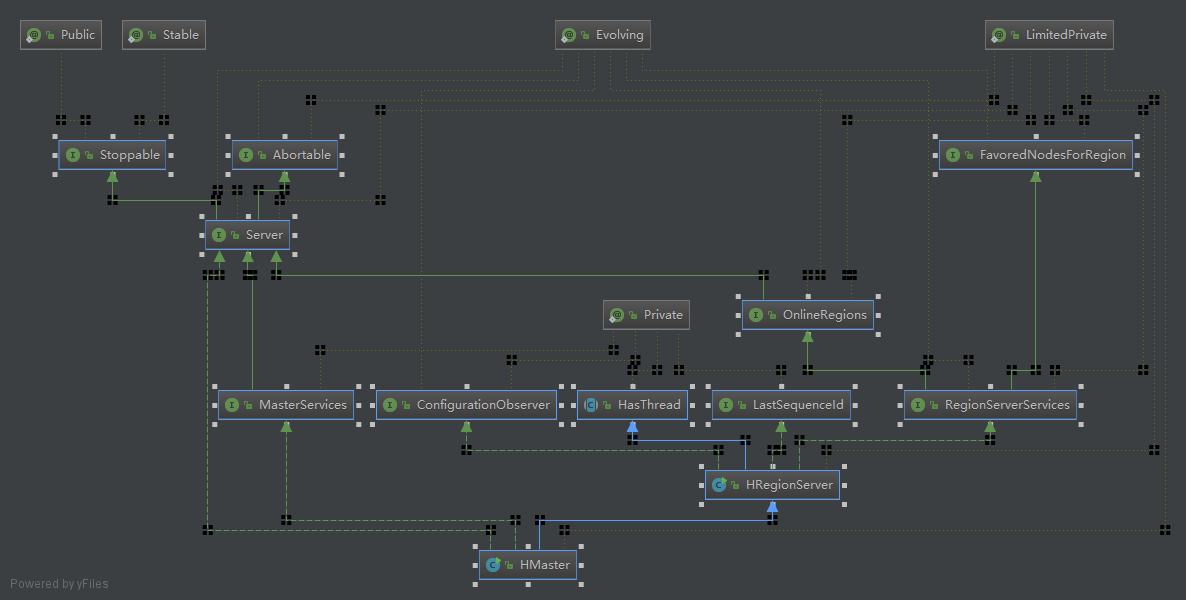 Public
Stable
Evolving
LimitedPrivate
Stoppable
Abortable
FavoredNodesForRegion
Server
Private
OnlineRegions
MasterServices
ConfigurationObserver
HasThread
LastSequenceId
RegionServerServices
HRegionServer
HMaster
Powered by yFiles